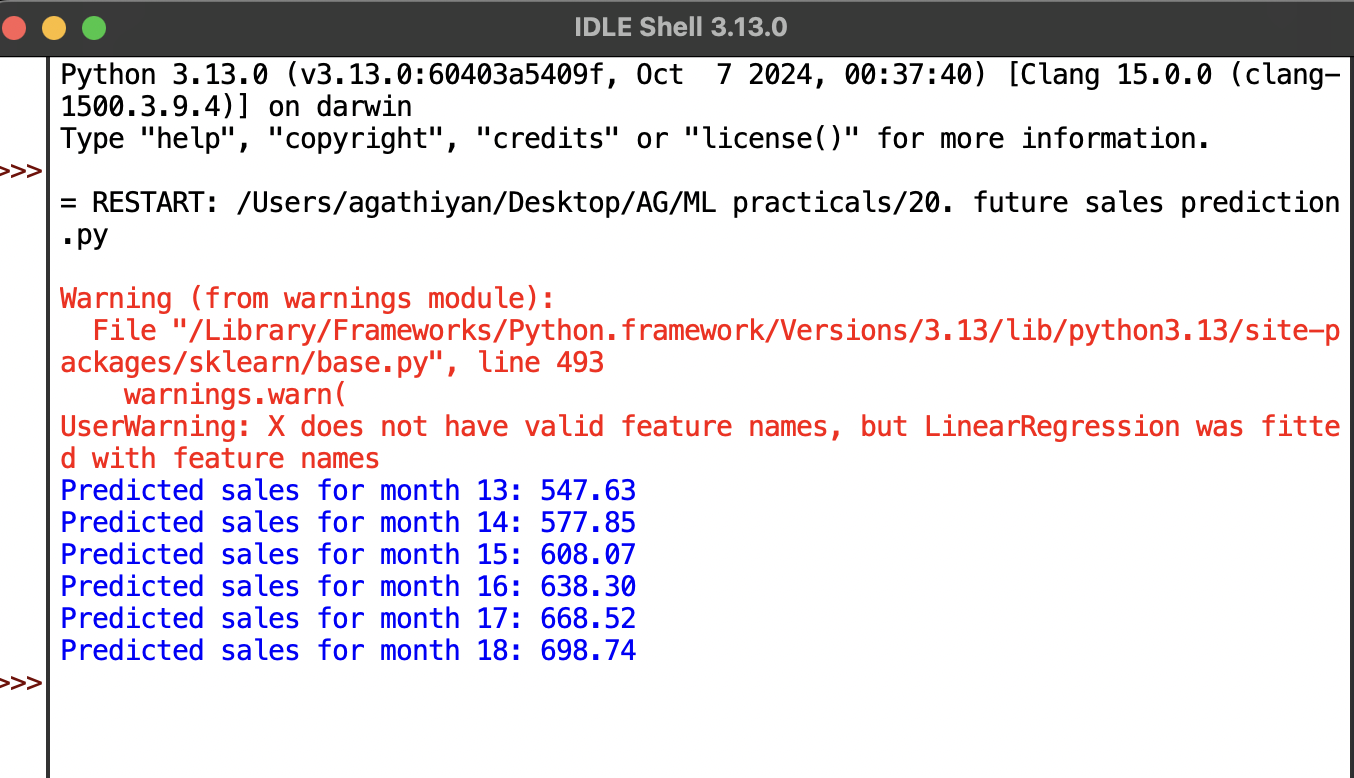 IDLE Shell 3.13.0
Python 3.13.0 (v3.13.0:60403a5409f, Oct  7 2024, 00:37:40) [Clang 15.0.0 (clang-
1500.3.9.4)] on darwin
Type "help", "copyright", "credits" or "license()" for more information.
>>>
= RESTART: /Users/agathiyan/Desktop/AG/ML practicals/20. future sales prediction
.py
Warning (from warnings module):
  File "/Library/Frameworks/Python.framework/Versions/3.13/lib/python3.13/site-p
ackages/sklearn/base.py", line 493
    warnings.warn(
UserWarning: X does not have valid feature names, but LinearRegression was fitte
d with feature names
Predicted sales for month 13: 547.63
Predicted sales for month 14: 577.85
Predicted sales for month 15: 608.07
Predicted sales for month 16: 638.30
Predicted sales for month 17: 668.52
Predicted sales for month 18: 698.74
>>>